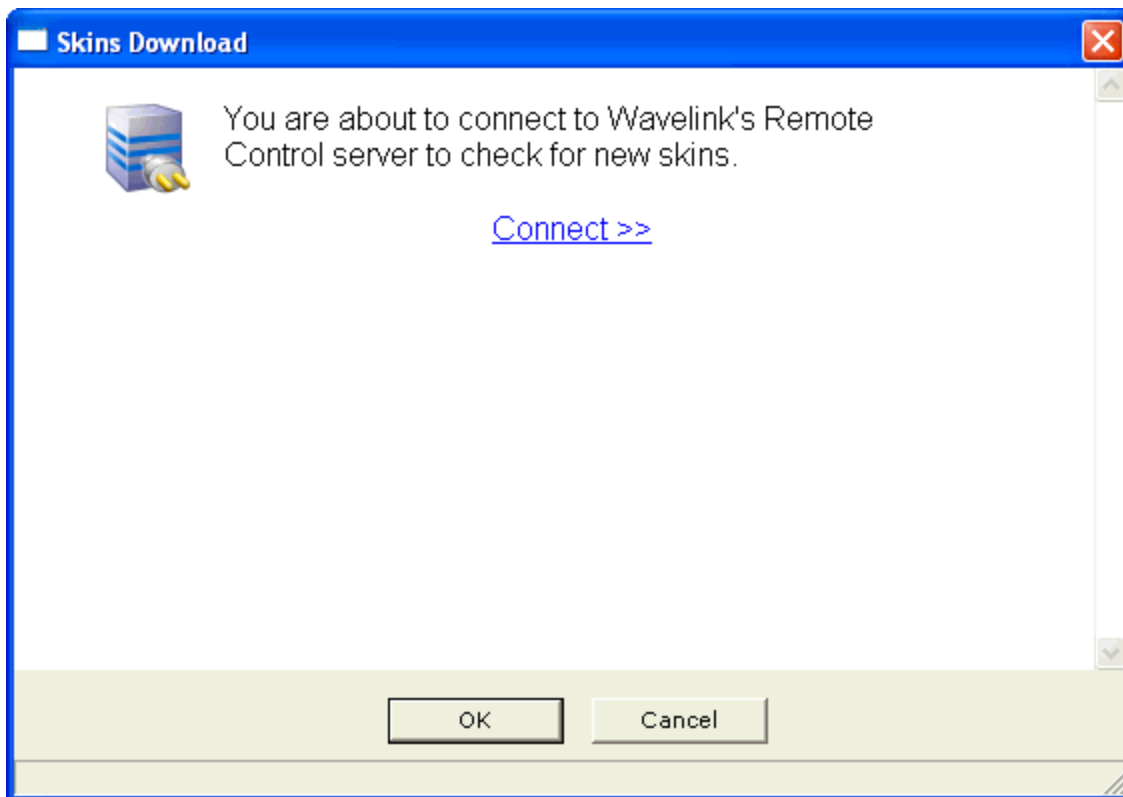 Skins Download
You are about to connect to Wavelink's Remote
Control server to check for new skins.
Connect >>
OK
Cancel